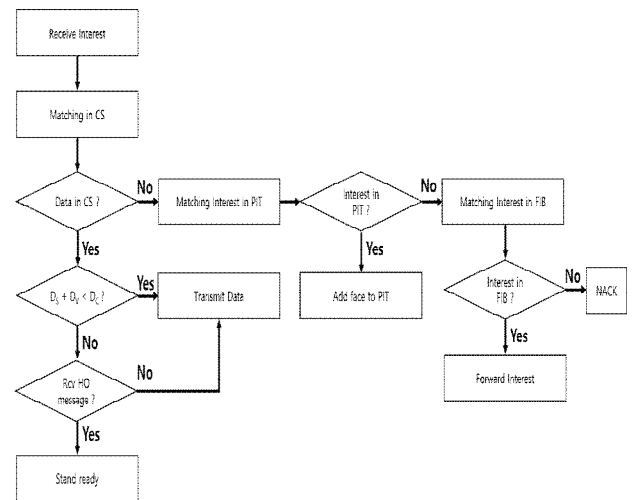 Receive Interest
Matching in CS
Data in CS ?
No
Matching Interest in PIT
Interest in
PIT ?
No
Matching Interest in FIB
Yes
Yes
D_S + D_V < D_C ?
Yes
Transmit Data
Add face to PIT
Interest in
FIB ?
No
NACK
No
Yes
Rcv HO
message ?
No
Forward Interest
Yes
Stand ready